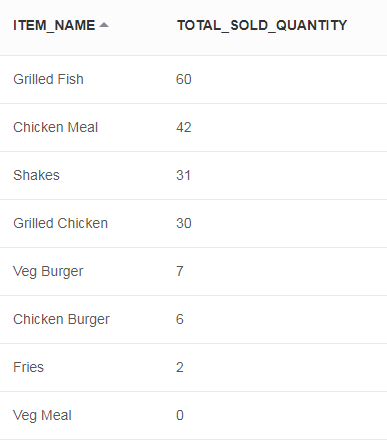 ITEM_NAME TOTAL_SOLD_QUANTITY
Grilled Fish 60
Chicken Meal 42
Shakes 31
Grilled Chicken 30
Veg Burger 7
Chicken Burger 6
Fries 2
Veg Meal 0